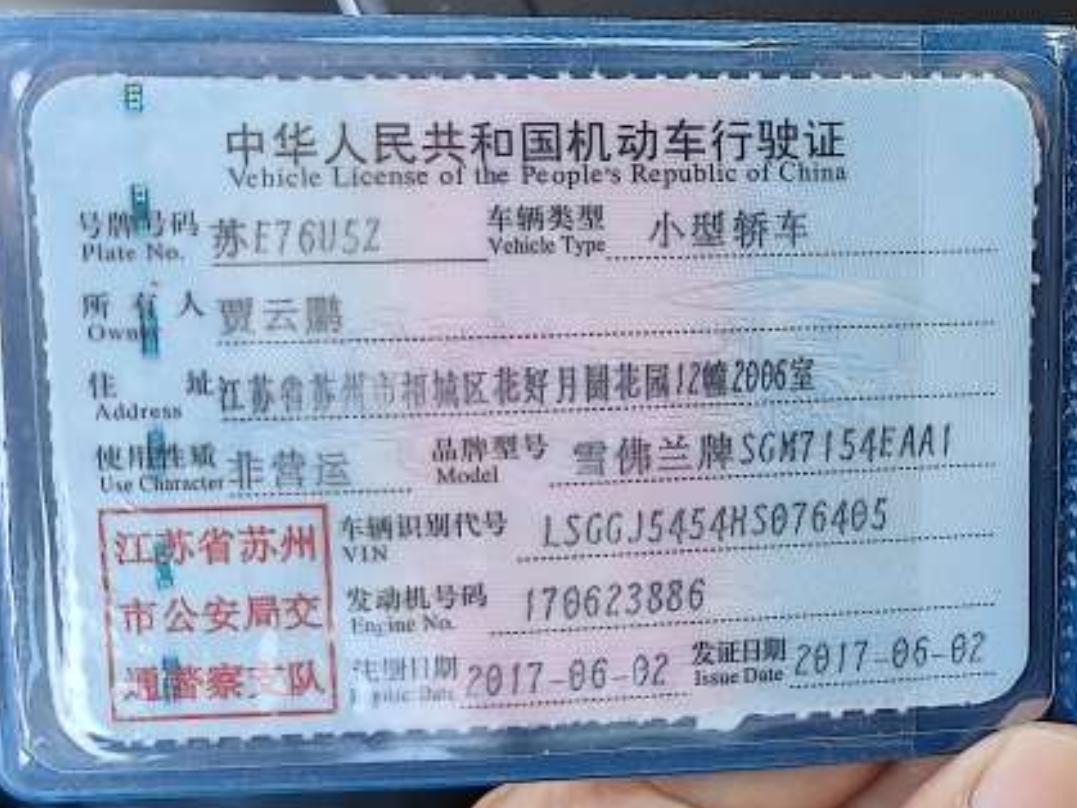 中华人民共和国机动车行驶证
Vehicle License of the People's Republic of China
号牌号码 苏E76U5Z 车辆类型 小型轿车
Plate No. Vehicle Type
所有人 贾云鹏
Owner
住址 江苏省苏州市相城区花好月圆花园12幢2006室
Address
使用性质 非营运 品牌型号 雪佛兰牌SGM7154EAA1
Use Character Model
江苏省苏州 车辆识别代号 LSGGJ5454HS076405
VIN
市公安局交 发动机号码 170623886
Engine No.
通警察支队 注册日期 2017-06-02 发证日期 2017-06-02
Issue Date